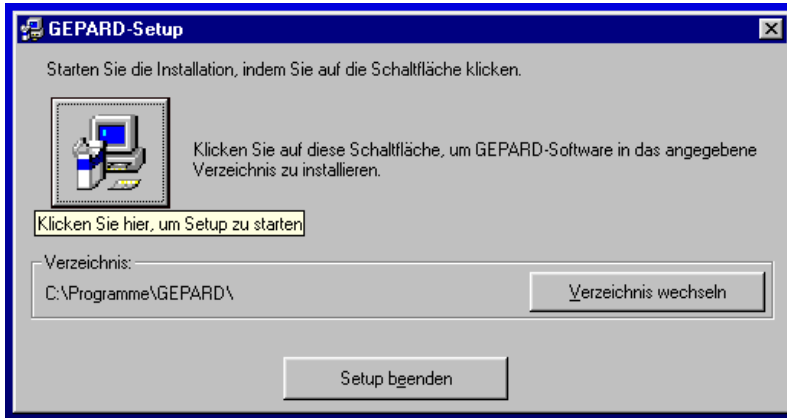 GEPARD-Setup
Starten Sie die Installation, indem Sie auf die Schaltfläche klicken.
Klicken Sie auf diese Schaltfläche, um GEPARD-Software in das angegebene
Verzeichnis zu installieren.
Klicken Sie hier, um Setup zu starten
Verzeichnis:
C:\Programme\GEPARD\
Verzeichnis wechseln
Setup beenden